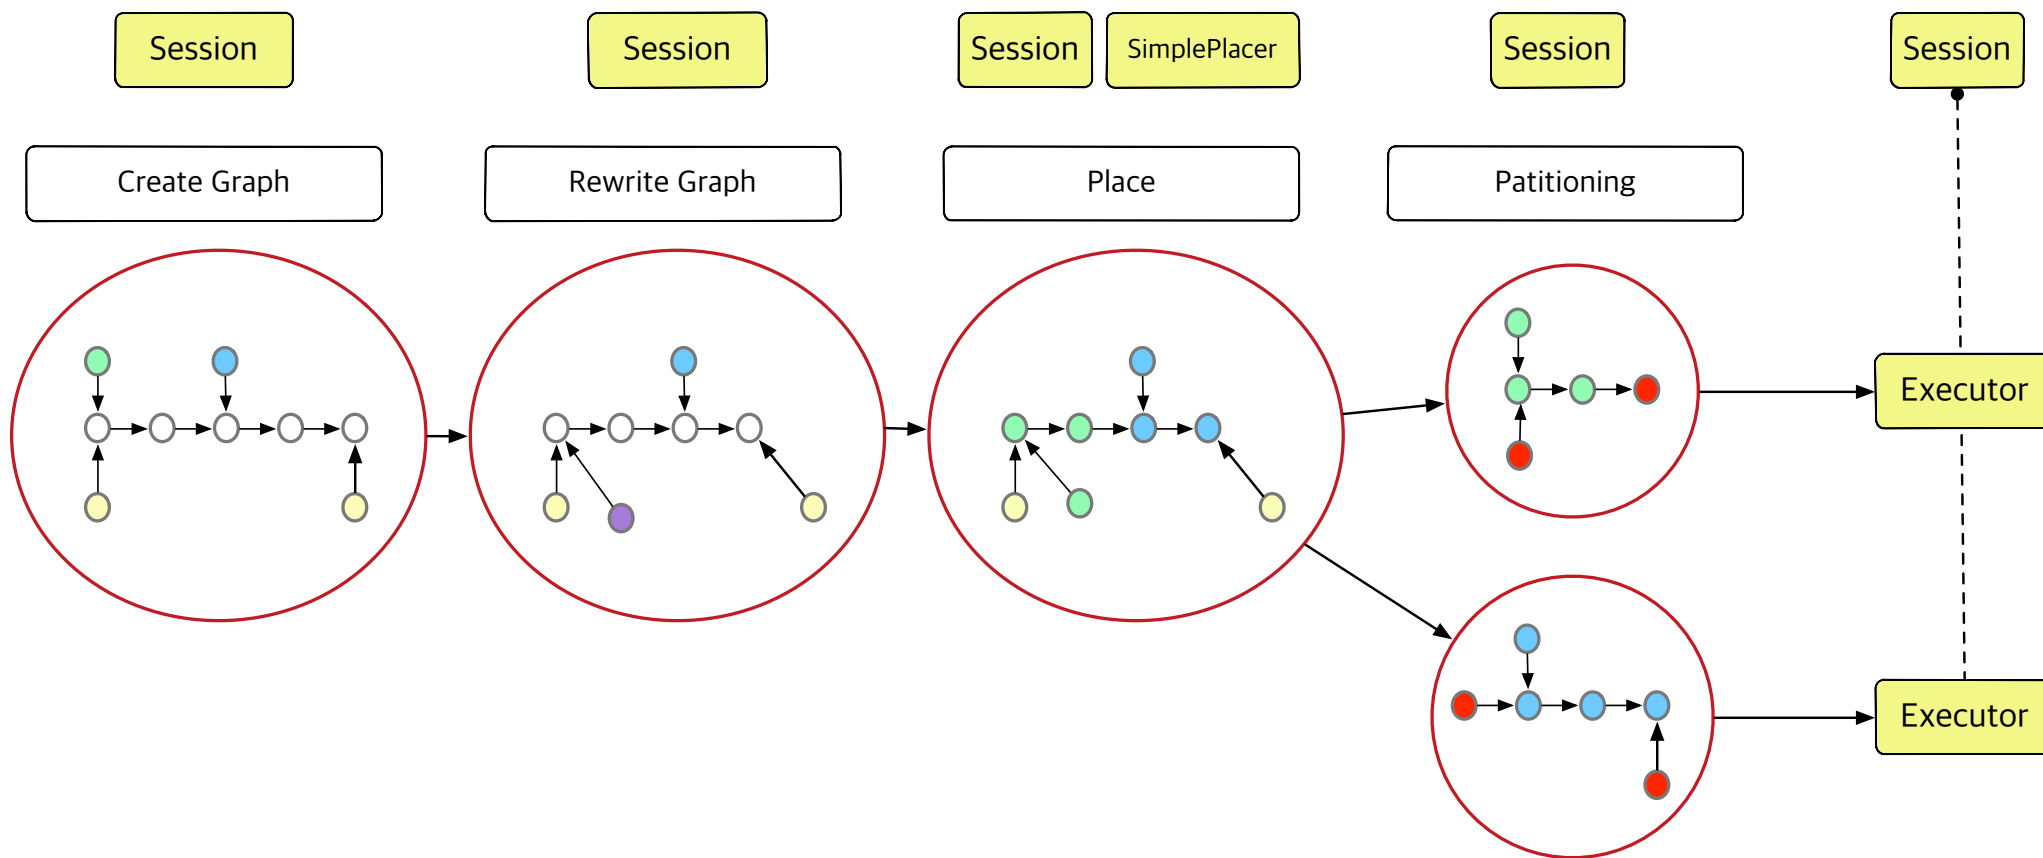 Session
Session
Session
SimplePlacer
Session
Session
Create Graph
Rewrite Graph
Place
Patitioning
Executor
Executor